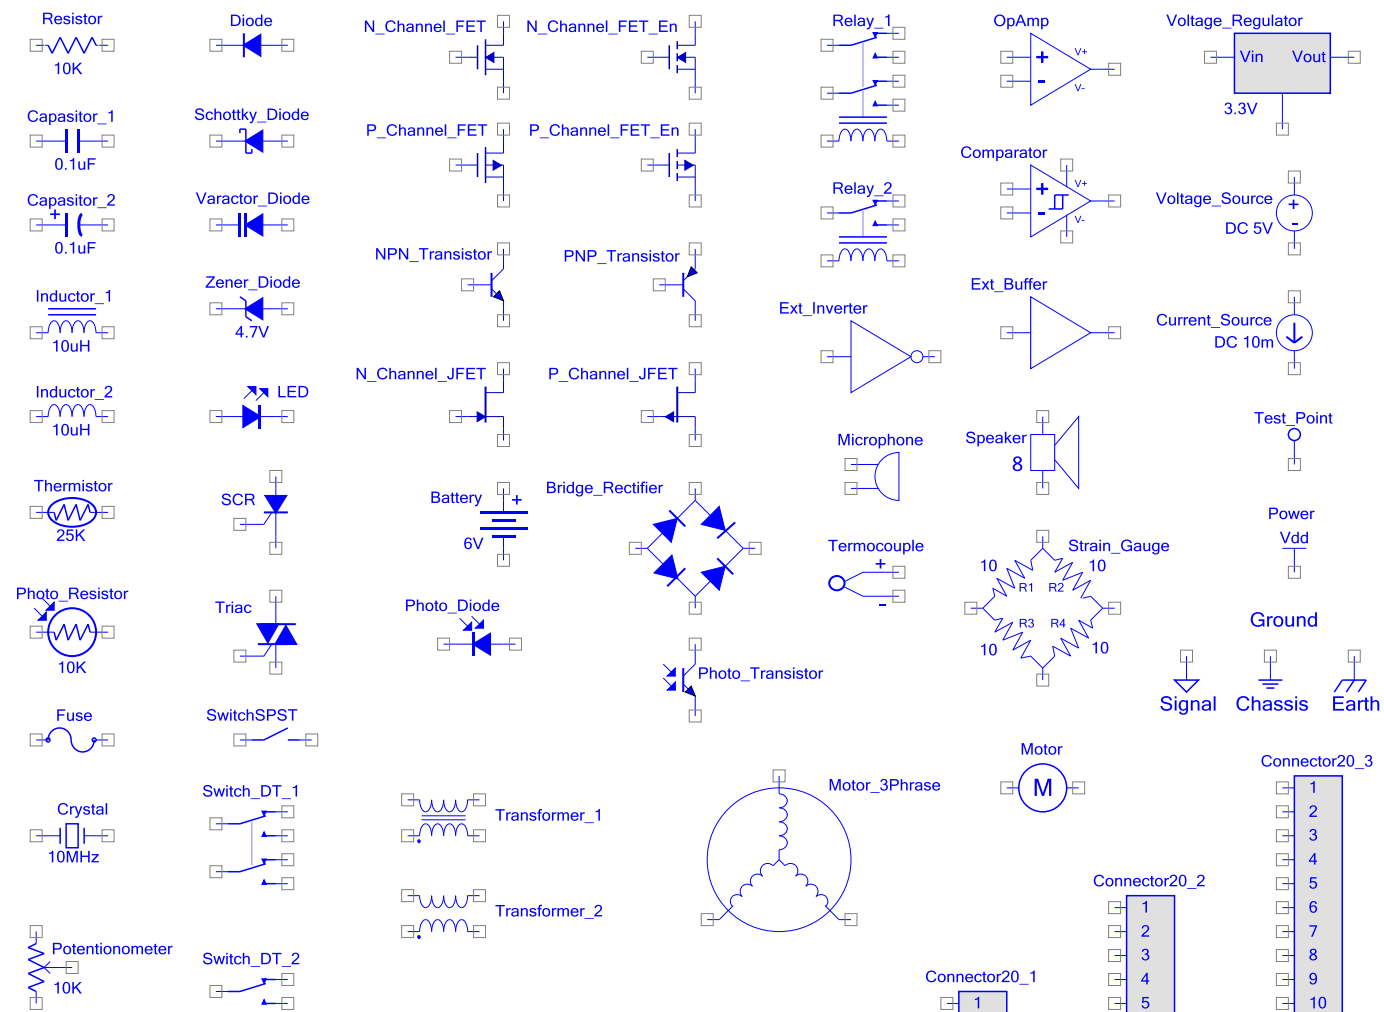 Resistor
10K
Capasitor_1
0.1uF
Capasitor_2
+
0.1uF
Inductor_1
10uH
Inductor_2
10uH
Thermistor
25K
Photo_Resistor
10K
Fuse
Crystal
10MHz
Potentionometer
10K
Diode
Schottky_Diode
Varactor_Diode
Zener_Diode
4.7V
LED
SCR
Triac
SwitchSPST
Switch_DT_1
Switch_DT_2
N_Channel_FET
P_Channel_FET
NPN_Transistor
N_Channel_JFET
Battery
+
6V
Photo_Diode
Transformer_1
Transformer_2
N_Channel_FET_En
P_Channel_FET_En
PNP_Transistor
P_Channel_JFET
Bridge_Rectifier
Photo_Transistor
Motor_3Phrase
Relay_1
Relay_2
Ext_Inverter
Microphone
Termocouple
+
-
OpAmp
V+
+
-
V-
Comparator
V+
+
-
V-
Ext_Buffer
Speaker
8
Strain_Gauge
10
10
R1
R2
R3
R4
10
10
Motor
M
Voltage_Regulator
Vin
Vout
3.3V
Voltage_Source
+
DC 5V
-
Current_Source
DC 10m
Test_Point
Power
Vdd
Ground
Signal
Chassis
Earth
Connector20_1
1
Connector20_2
1
2
3
4
5
Connector20_3
1
2
3
4
5
6
7
8
9
10